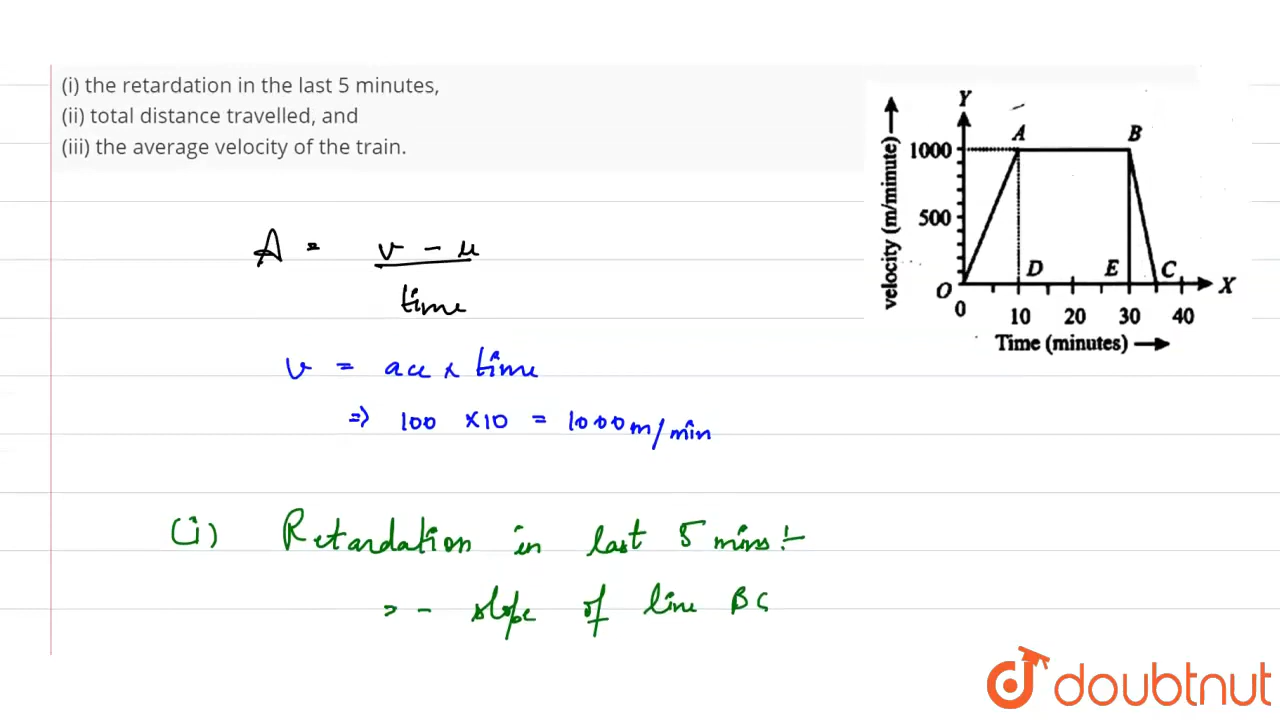 (i) the retardation in the last 5 minutes,
(ii) total distance travelled, and
(iii) the average velocity of the train.
Y
velocity (m/minute)
1000
500
A
B
O
D
E
C
X
0
10
20
30
40
Time (minutes)
A = v - u
time
v = acc x time
⇒ 100 x 10 = 1000 m/min
(i) Retardation in last 5 mins :-
⇒ - slope of line BC
doubtnut